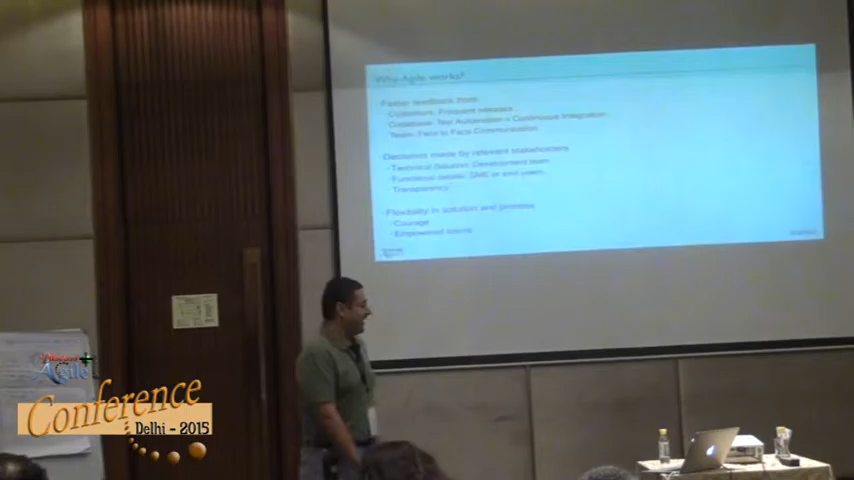 Why Agile works?
Faster feedback from
Customers: Frequent releases
Codebase: Test Automation + Continuous Integration
Team: Face to Face Communication
Decisions made by relevant stakeholders
-Technical Solution: Development team
-Functional details: SME or end users
-Transparency
Flexibility in solution and process
-Courage
-Empowered teams
Agile
Conference
Delhi - 2015